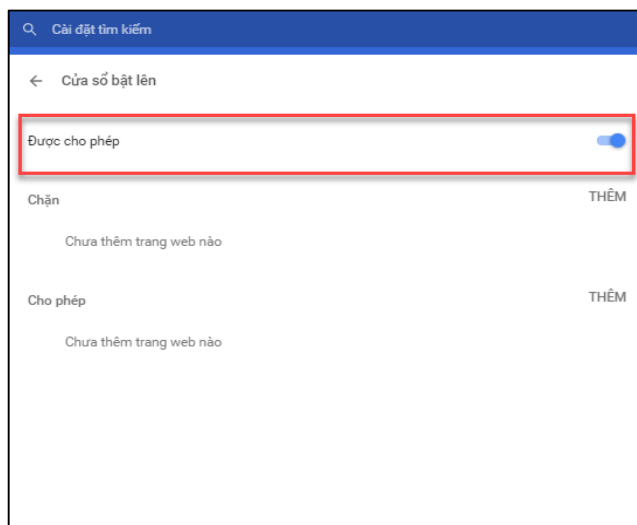 Cài đặt tìm kiếm
Cửa sổ bật lên
Được cho phép
Chặn THÊM
Chưa thêm trang web nào
Cho phép THÊM
Chưa thêm trang web nào